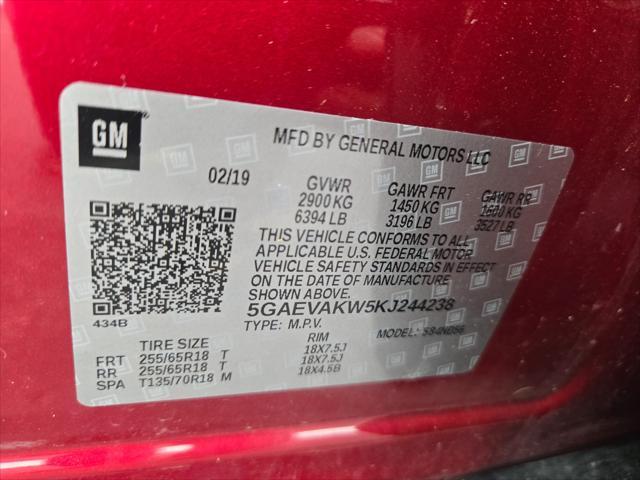 GM
MFD BY GENERAL MOTORS LLC
02/19
GVWR GAWR FRT GAWR RR
2900 KG 1450 KG 1600 KG
6394 LB 3196 LB 3527 LB
THIS VEHICLE CONFORMS TO ALL
APPLICABLE U.S. FEDERAL MOTOR
VEHICLE SAFETY STANDARDS IN EFFECT
ON THE DATE OF MANUFACTURE
SHOWN ABOVE.
5GAEVAKW5KJ244238
434B
TYPE: M.P.V. MODEL:
TIRE SIZE RIM
FRT 255/65R18 T 18X7.5J
RR 255/65R18 T 18X7.5J
SPA T135/70R18 M 18X4.5B